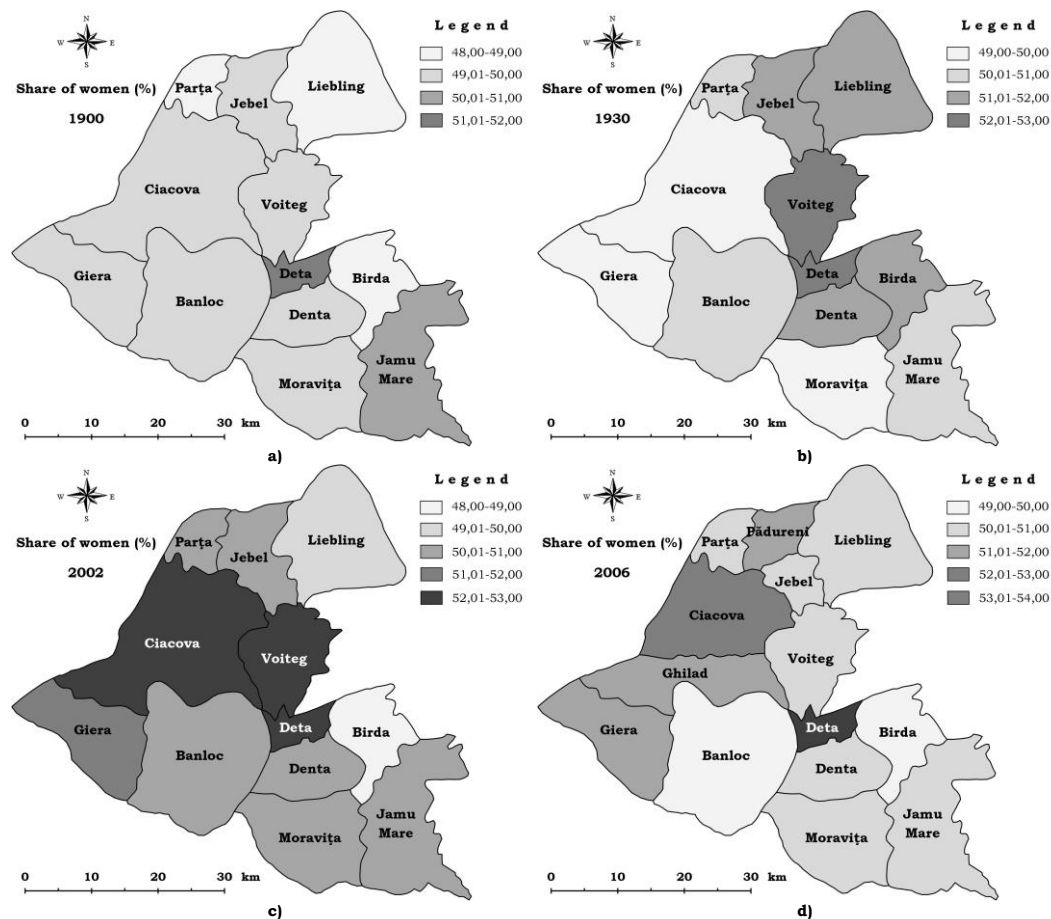 N
W E
S
Share of women (%)
1900
Legend
48,00-49,00
49,01-50,00
50,01-51,00
51,01-52,00
Parţa
Jebel
Liebling
Ciacova
Voiteg
Giera
Banloc
Deta
Birda
Denta
Moraviţa
Jamu
Mare
0 10 20 30 km
a)
N
W E
S
Share of women (%)
1930
Legend
49,00-50,00
50,01-51,00
51,01-52,00
52,01-53,00
Parţa
Jebel
Liebling
Ciacova
Voiteg
Giera
Banloc
Deta
Birda
Denta
Moraviţa
Jamu
Mare
0 10 20 30 km
b)
N
W E
S
Share of women (%)
2002
Legend
48,00-49,00
49,01-50,00
50,01-51,00
51,01-52,00
52,01-53,00
Parţa
Jebel
Liebling
Ciacova
Voiteg
Giera
Banloc
Deta
Birda
Denta
Moraviţa
Jamu
Mare
0 10 20 30 km
c)
N
W E
S
Share of women (%)
2006
Legend
49,00-50,00
50,01-51,00
51,01-52,00
52,01-53,00
53,01-54,00
Parţa
Pădureni
Liebling
Jebel
Ciacova
Voiteg
Ghilad
Giera
Banloc
Deta
Birda
Denta
Moraviţa
Jamu
Mare
0 10 20 30 km
d)